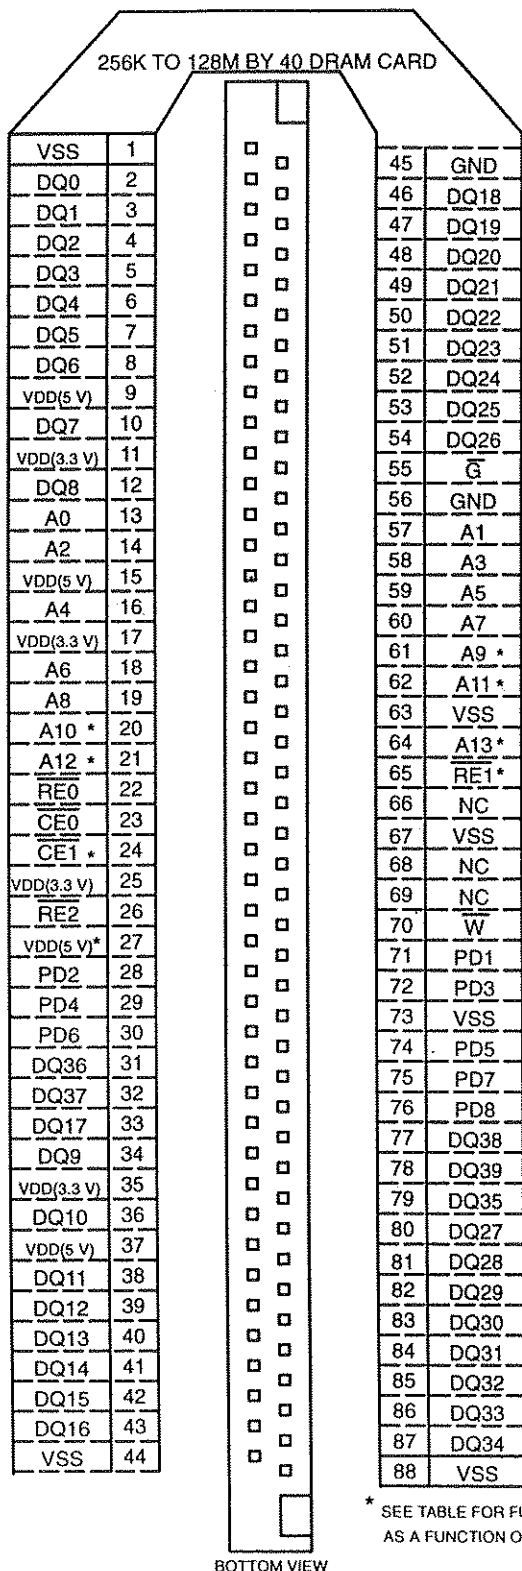 256K TO 128M BY 40 DRAM CARD
VSS 1
DQ0 2
DQ1 3
DQ2 4
DQ3 5
DQ4 6
DQ5 7
DQ6 8
VDD(5 V) 9
DQ7 10
VDD(3.3 V) 11
DQ8 12
A0 13
A2 14
VDD(5 V) 15
A4 16
VDD(3.3 V) 17
A6 18
A8 19
A10 * 20
A12 * 21
R̅E̅0̅ 22
C̅E̅0̅ 23
C̅E̅1̅ * 24
VDD(3.3 V) 25
R̅E̅2̅ 26
VDD(5 V)* 27
PD2 28
PD4 29
PD6 30
DQ36 31
DQ37 32
DQ17 33
DQ9 34
VDD(3.3 V) 35
DQ10 36
VDD(5 V) 37
DQ11 38
DQ12 39
DQ13 40
DQ14 41
DQ15 42
DQ16 43
VSS 44
45 GND
46 DQ18
47 DQ19
48 DQ20
49 DQ21
50 DQ22
51 DQ23
52 DQ24
53 DQ25
54 DQ26
55 G̅
56 GND
57 A1
58 A3
59 A5
60 A7
61 A9 *
62 A11 *
63 VSS
64 A13 *
65 R̅E̅1̅ *
66 NC
67 VSS
68 NC
69 NC
70 W̅
71 PD1
72 PD3
73 VSS
74 PD5
75 PD7
76 PD8
77 DQ38
78 DQ39
79 DQ35
80 DQ27
81 DQ28
82 DQ29
83 DQ30
84 DQ31
85 DQ32
86 DQ33
87 DQ34
88 VSS
* SEE TABLE FOR
AS A FUNCTION
BOTTOM VIEW